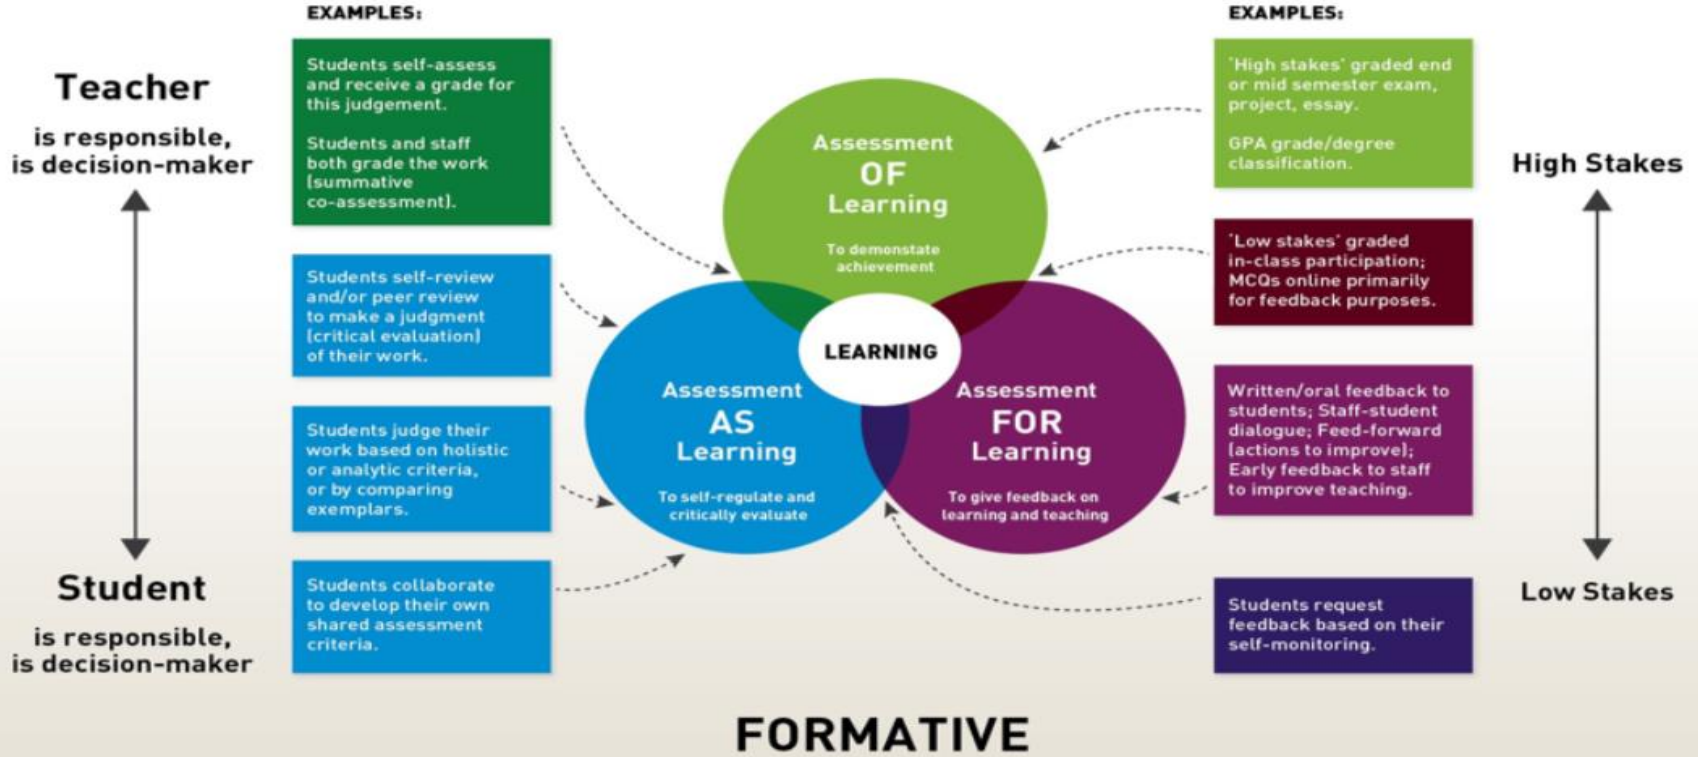 EXAMPLES:
EXAMPLES:
Teacher
is responsible,
is decision-maker
Student
is responsible,
is decision-maker
Students self-assess
and receive a grade for
this judgement.
Students and staff
both grade the work
(summative
co-assessment).
Students self-review
and/or peer review
to make a judgment
(critical evaluation)
of their work.
Students judge their
work based on holistic
or analytic criteria,
or by comparing
exemplars.
Students collaborate
to develop their own
shared assessment
criteria.
Assessment
OF
Learning
To demonstate
achievement
LEARNING
Assessment
AS
Learning
To self-regulate and
critically evaluate
Assessment
FOR
Learning
To give feedback on
learning and teaching
'High stakes' graded end
or mid semester exam,
project, essay.
GPA grade/degree
classification.
'Low stakes' graded
in-class participation;
MCQs online primarily
for feedback purposes.
Written/oral feedback to
students; Staff-student
dialogue; Feed-forward
(actions to improve);
Early feedback to staff
to improve teaching.
Students request
feedback based on their
self-monitoring.
High Stakes
Low Stakes
FORMATIVE